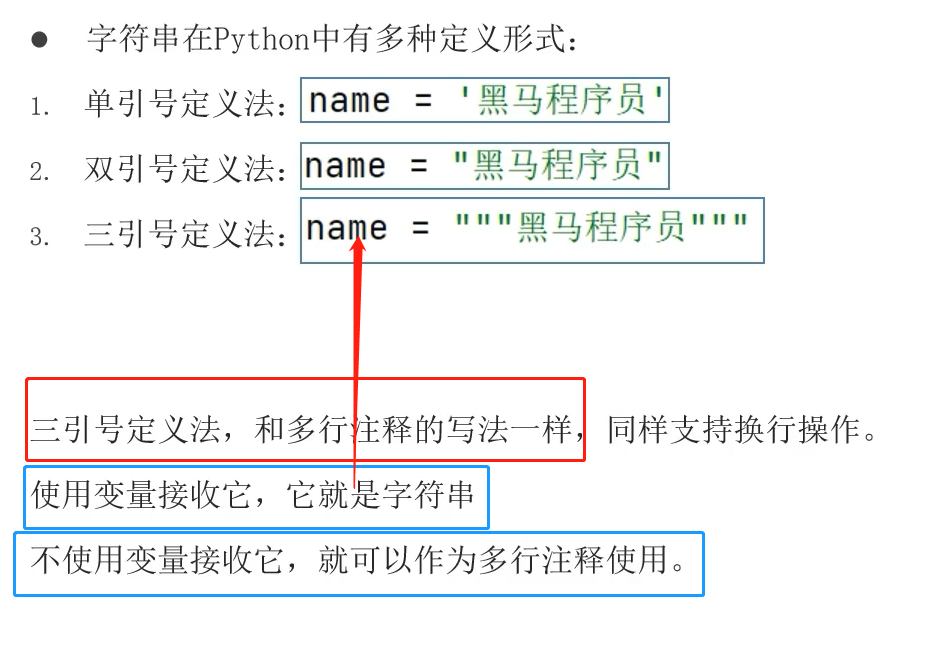 ● 字符串在Python中有多种定义形式：
1. 单引号定义法：name = '黑马程序员'
2. 双引号定义法：name = "黑马程序员"
3. 三引号定义法：name = """黑马程序员"""
三引号定义法，和多行注释的写法一样，同样支持换行操作。
使用变量接收它，它就是字符串
不使用变量接收它，就可以作为多行注释使用。